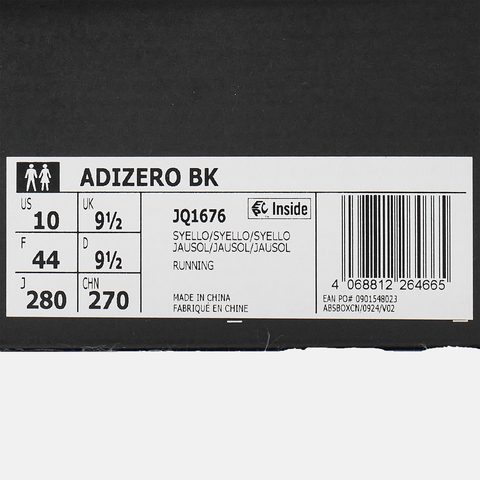 ADIZERO BK
US 10 UK 9½
F 44 D 9½
J 280 CHN 270
JQ1676 Inside
SYELLO/SYELLO/SYELLO
JAUSOL/JAUSOL/JAUSOL
RUNNING
MADE IN CHINA
FABRIQUÉ EN CHINE
4 068812 264665
EAN PO# 0901548023
ABSBOXCN/0924/V02